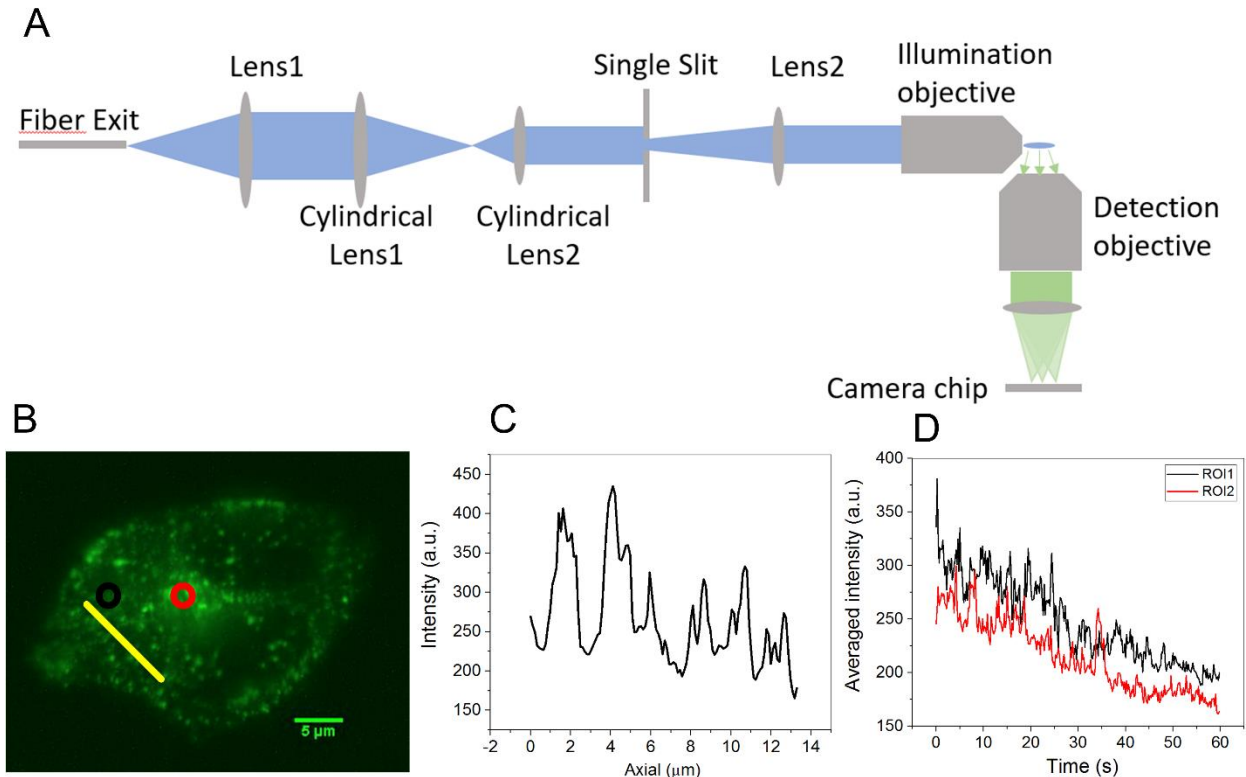 A
Fiber Exit
Lens1
Cylindrical
Lens1
Cylindrical
Lens2
Single Slit
Lens2
Illumination
objective
Detection
objective
Camera chip
B
5 µm
C
Intensity (a.u.)
450
400
350
300
250
200
150
-2 0 2 4 6 8 10 12 14
Axial (µm)
D
Averaged intensity (a.u.)
400
350
300
250
200
150
ROI1
ROI2
0 10 20 30 40 50 60
Time (s)